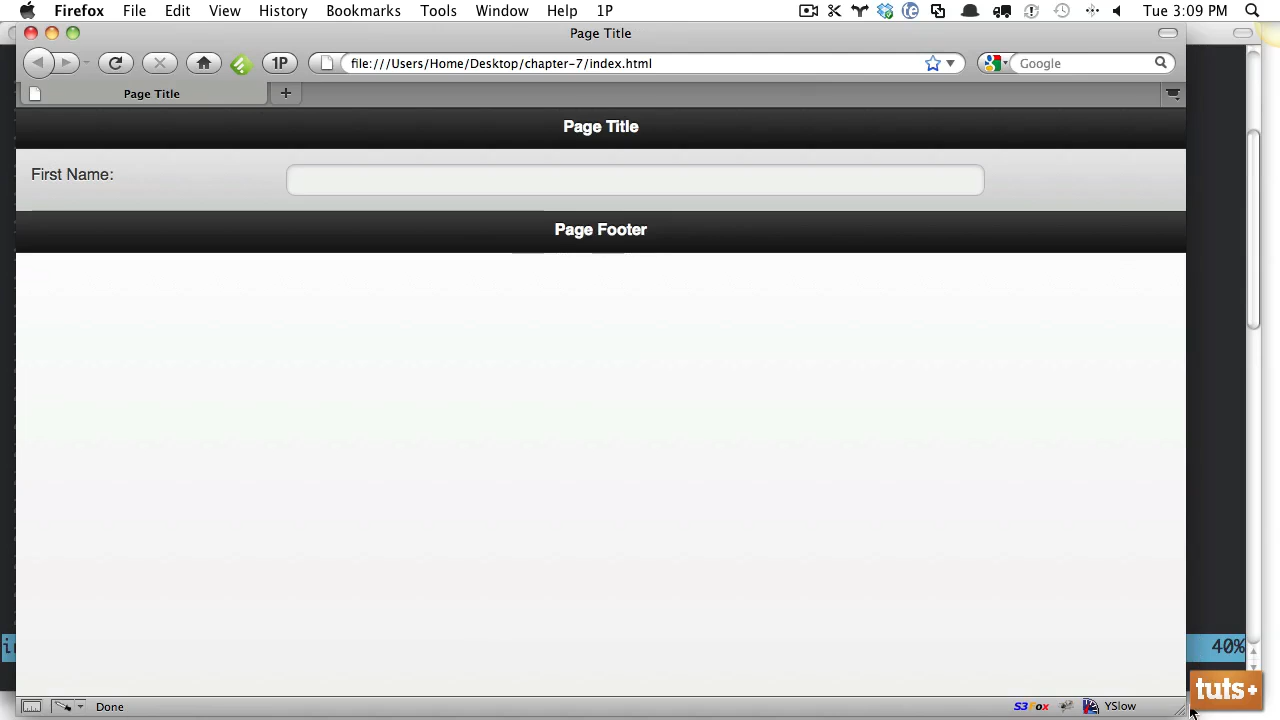 Firefox File Edit View History Bookmarks Tools Window Help 1P Tue 3:09 PM
Page Title
1P file:///Users/Home/Desktop/chapter-7/index.html Google
Page Title
Page Title
First Name:
Page Footer
40%
tuts+
Done S3Fox YSlow